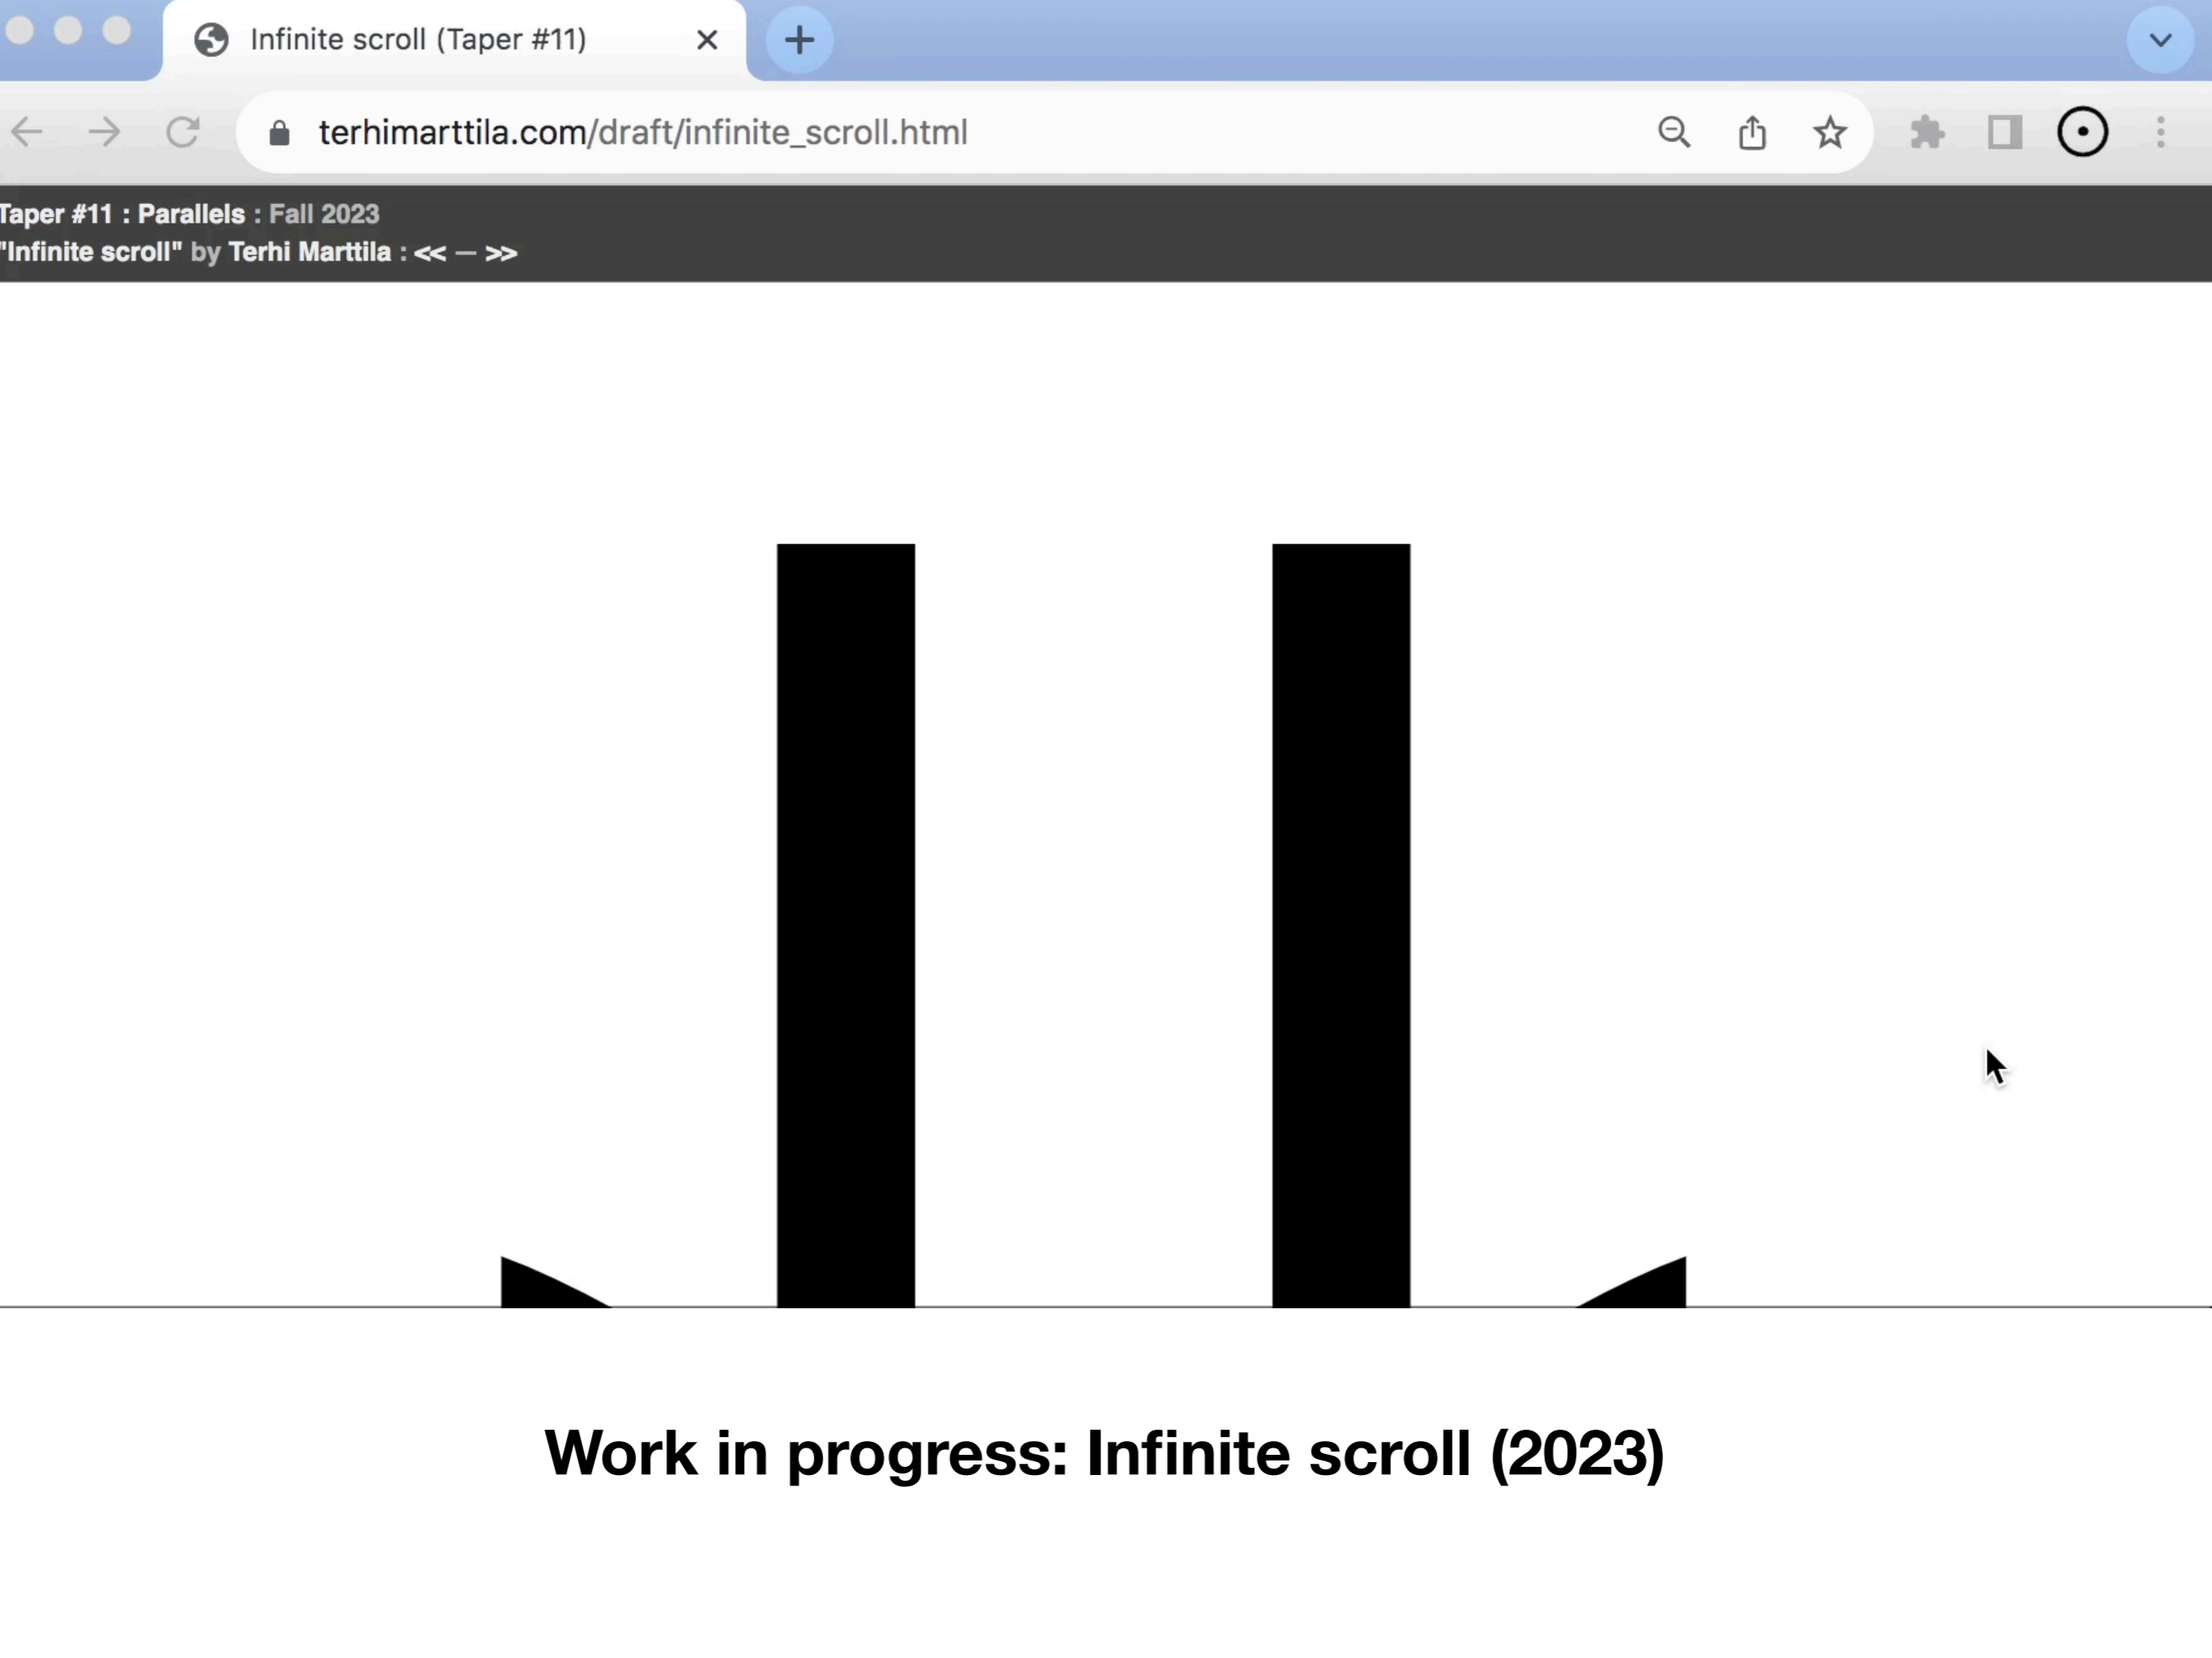 Infinite scroll (Taper #11)
terhimarttila.com/draft/infinite_scroll.html
Taper #11 : Parallels : Fall 2023
"Infinite scroll" by Terhi Marttila : << — >>
Work in progress: Infinite scroll (2023)